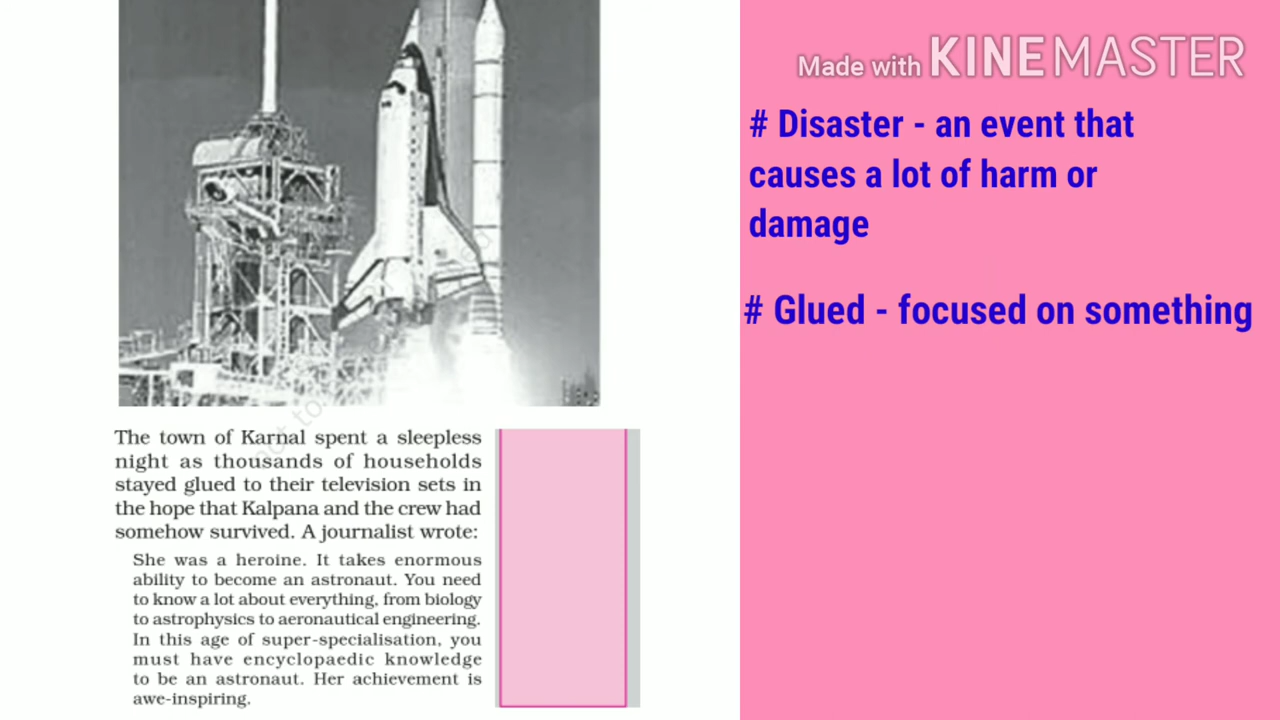 The town of Karnal spent a sleepless
night as thousands of households
stayed glued to their television sets in
the hope that Kalpana and the crew had
somehow survived. A journalist wrote:
She was a heroine. It takes enormous
ability to become an astronaut. You need
to know a lot about everything, from biology
to astrophysics to aeronautical engineering.
In this age of super-specialisation, you
must have encyclopaedic knowledge
to be an astronaut. Her achievement is
awe-inspiring.
Made with KINEMASTER
# Disaster - an event that
causes a lot of harm or
damage
# Glued - focused on something